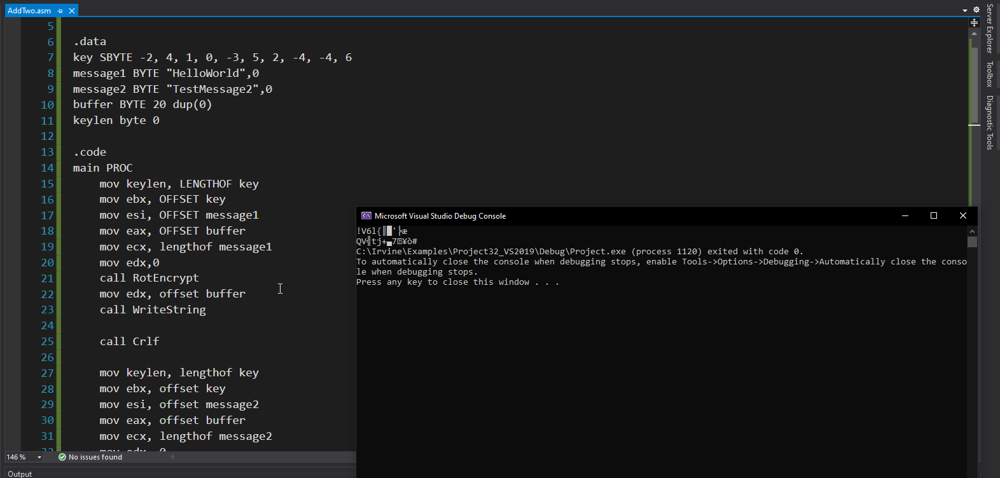 AddTwo.asm
5
6 .data
7 key SBYTE -2, 4, 1, 0, -3, 5, 2, -4, -4, 6
8 message1 BYTE "HelloWorld",0
9 message2 BYTE "TestMessage2",0
10 buffer BYTE 20 dup(0)
11 keylen byte 0
12
13 .code
14 main PROC
15 mov keylen, LENGTHOF key
16 mov ebx, OFFSET key
17 mov esi, OFFSET message1
18 mov eax, OFFSET buffer
19 mov ecx, lengthof message1
20 mov edx,0
21 call RotEncrypt
22 mov edx, offset buffer
23 call WriteString
24
25 call Crlf
26
27 mov keylen, lengthof key
28 mov ebx, offset key
29 mov esi, offset message2
30 mov eax, offset buffer
31 mov ecx, lengthof message2
32 mov edx, 0
146 %
No issues found
Output
Microsoft Visual Studio Debug Console
!V6l{║█'╞æ
QV╣tj+▄7⍰¥ò#
C:\Irvine\Examples\Project32_VS2019\Debug\Project.exe (process 1120) exited with code 0.
To automatically close the console when debugging stops, enable Tools->Options->Debugging->Automatically close the conso
le when debugging stops.
Press any key to close this window . . .
Server Explorer
Toolbox
Diagnostic Tools